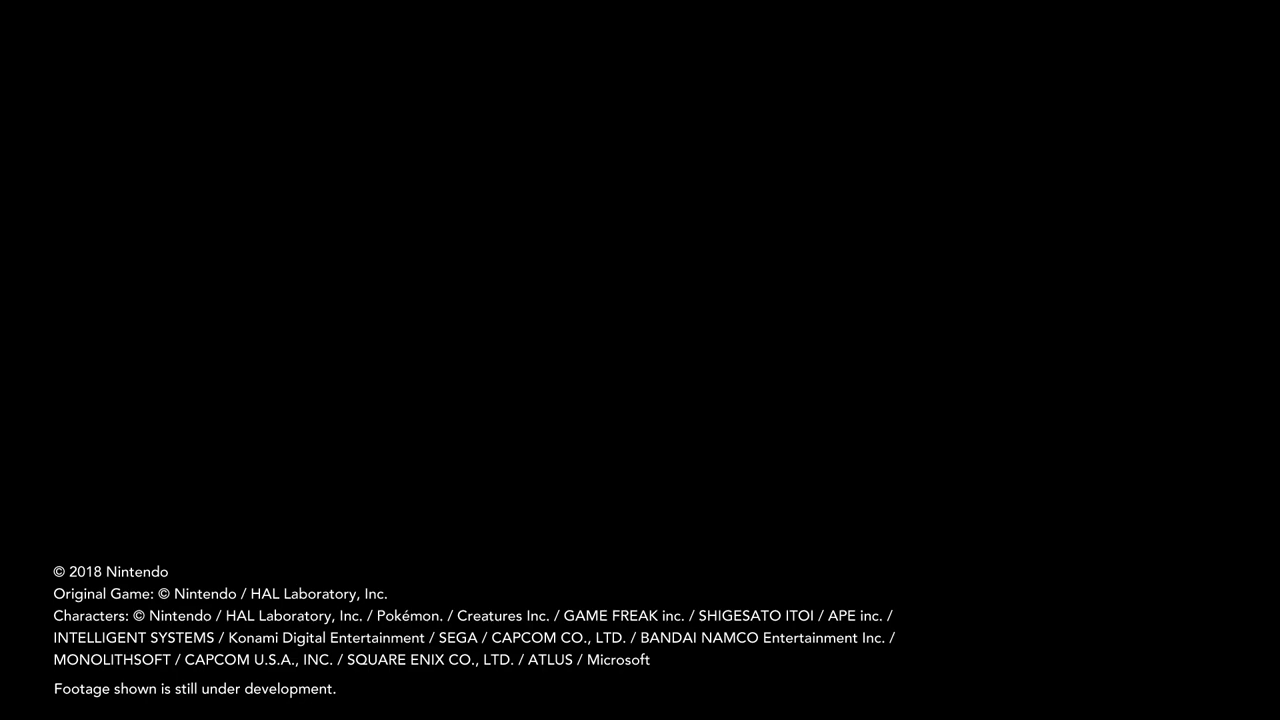 © 2018 Nintendo
Original Game: © Nintendo / HAL Laboratory, Inc.
Characters: © Nintendo / HAL Laboratory, Inc. / Pokémon. / Creatures Inc. / GAME FREAK inc. / SHIGESATO ITOI / APE inc. /
INTELLIGENT SYSTEMS / Konami Digital Entertainment / SEGA / CAPCOM CO., LTD. / BANDAI NAMCO Entertainment Inc. /
MONOLITHSOFT / CAPCOM U.S.A., INC. / SQUARE ENIX CO., LTD. / ATLUS / Microsoft
Footage shown is still under development.